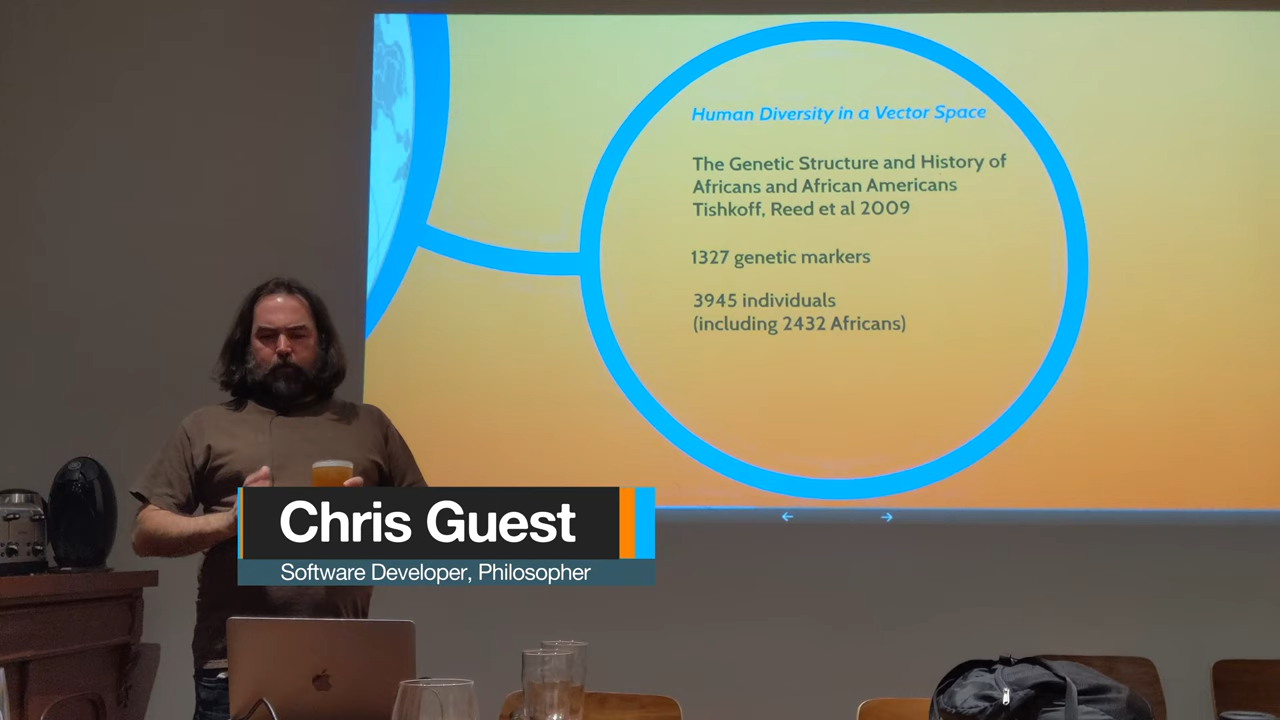 Human Diversity in a Vector Space
The Genetic Structure and History of
Africans and African Americans
Tishkoff, Reed et al 2009
1327 genetic markers
3945 individuals
(including 2432 Africans)
Chris Guest
Software Developer, Philosopher